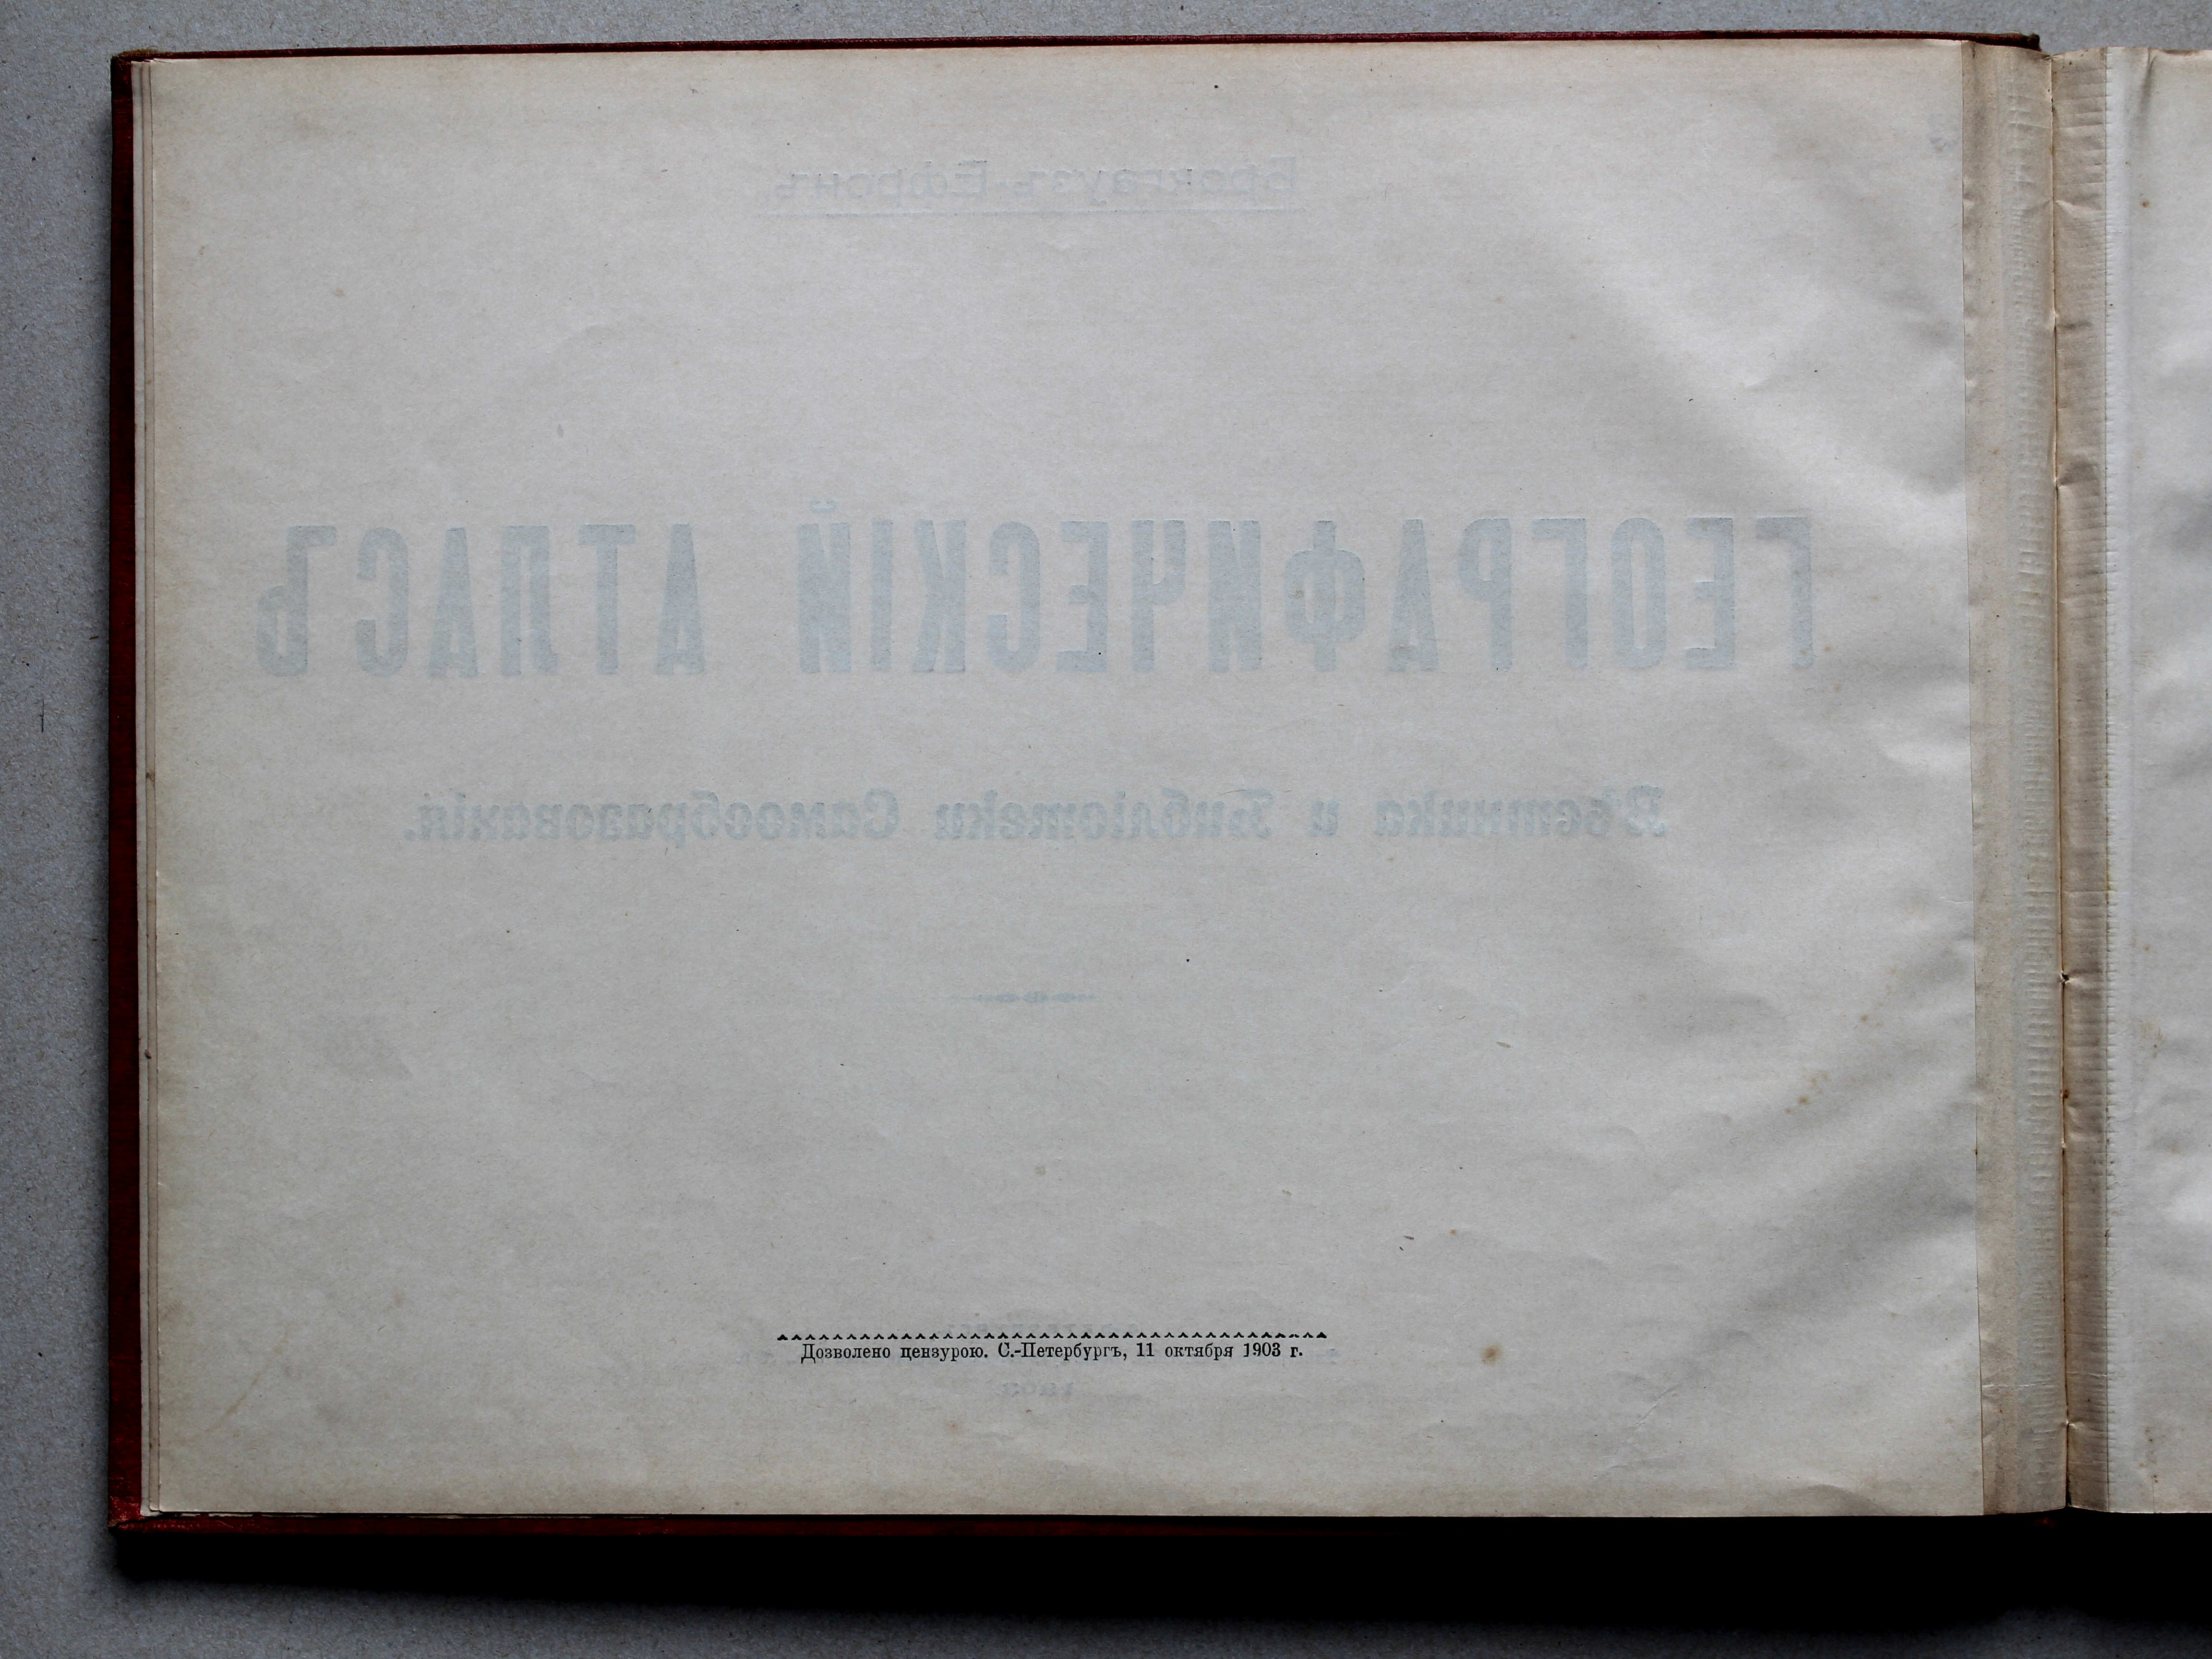 Брокгаузъ-Ефронъ
ГЕОГРАФИЧЕСКІЙ АТЛАСЪ
Вѣстника и Библіотеки Самообразованія.
Дозволено цензурою. С.-Петербургъ, 11 октября 1903 г.